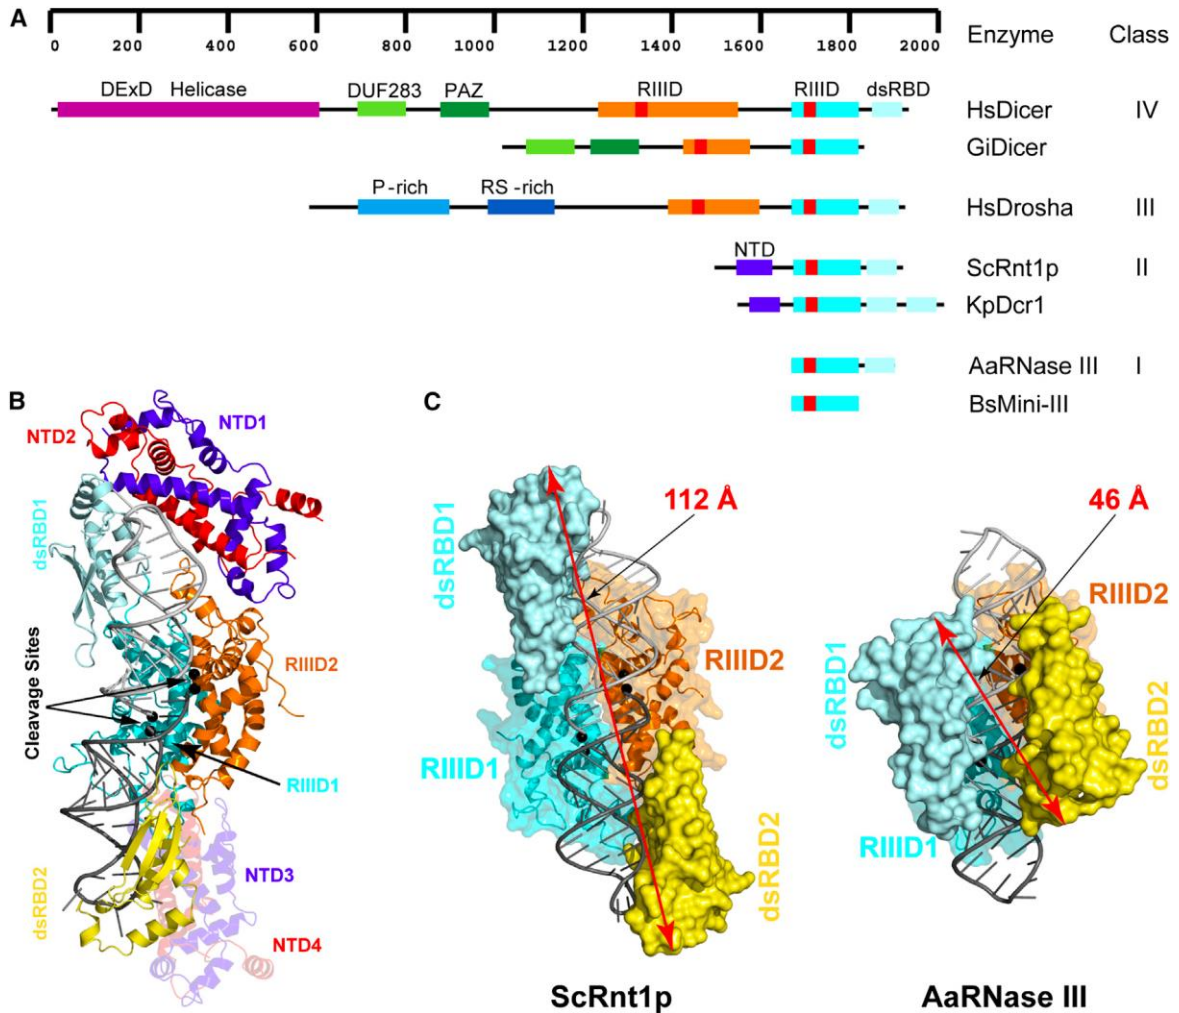 A
0 200 400 600 800 1000 1200 1400 1600 1800 2000
Enzyme Class
DExD Helicase DUF283 PAZ RIIID RIIID dsRBD
HsDicer IV
GiDicer
P-rich RS-rich
HsDrosha III
NTD
ScRnt1p II
KpDcr1
AaRNase III I
BsMini-III
B
NTD2
NTD1
dsRBD1
Cleavage Sites
RIIID2
RIIID1
dsRBD2
NTD3
NTD4
C
112 Å
dsRBD1
RIIID2
RIIID1
dsRBD2
ScRnt1p
46 Å
RIIID2
dsRBD1
dsRBD2
RIIID1
AaRNase III